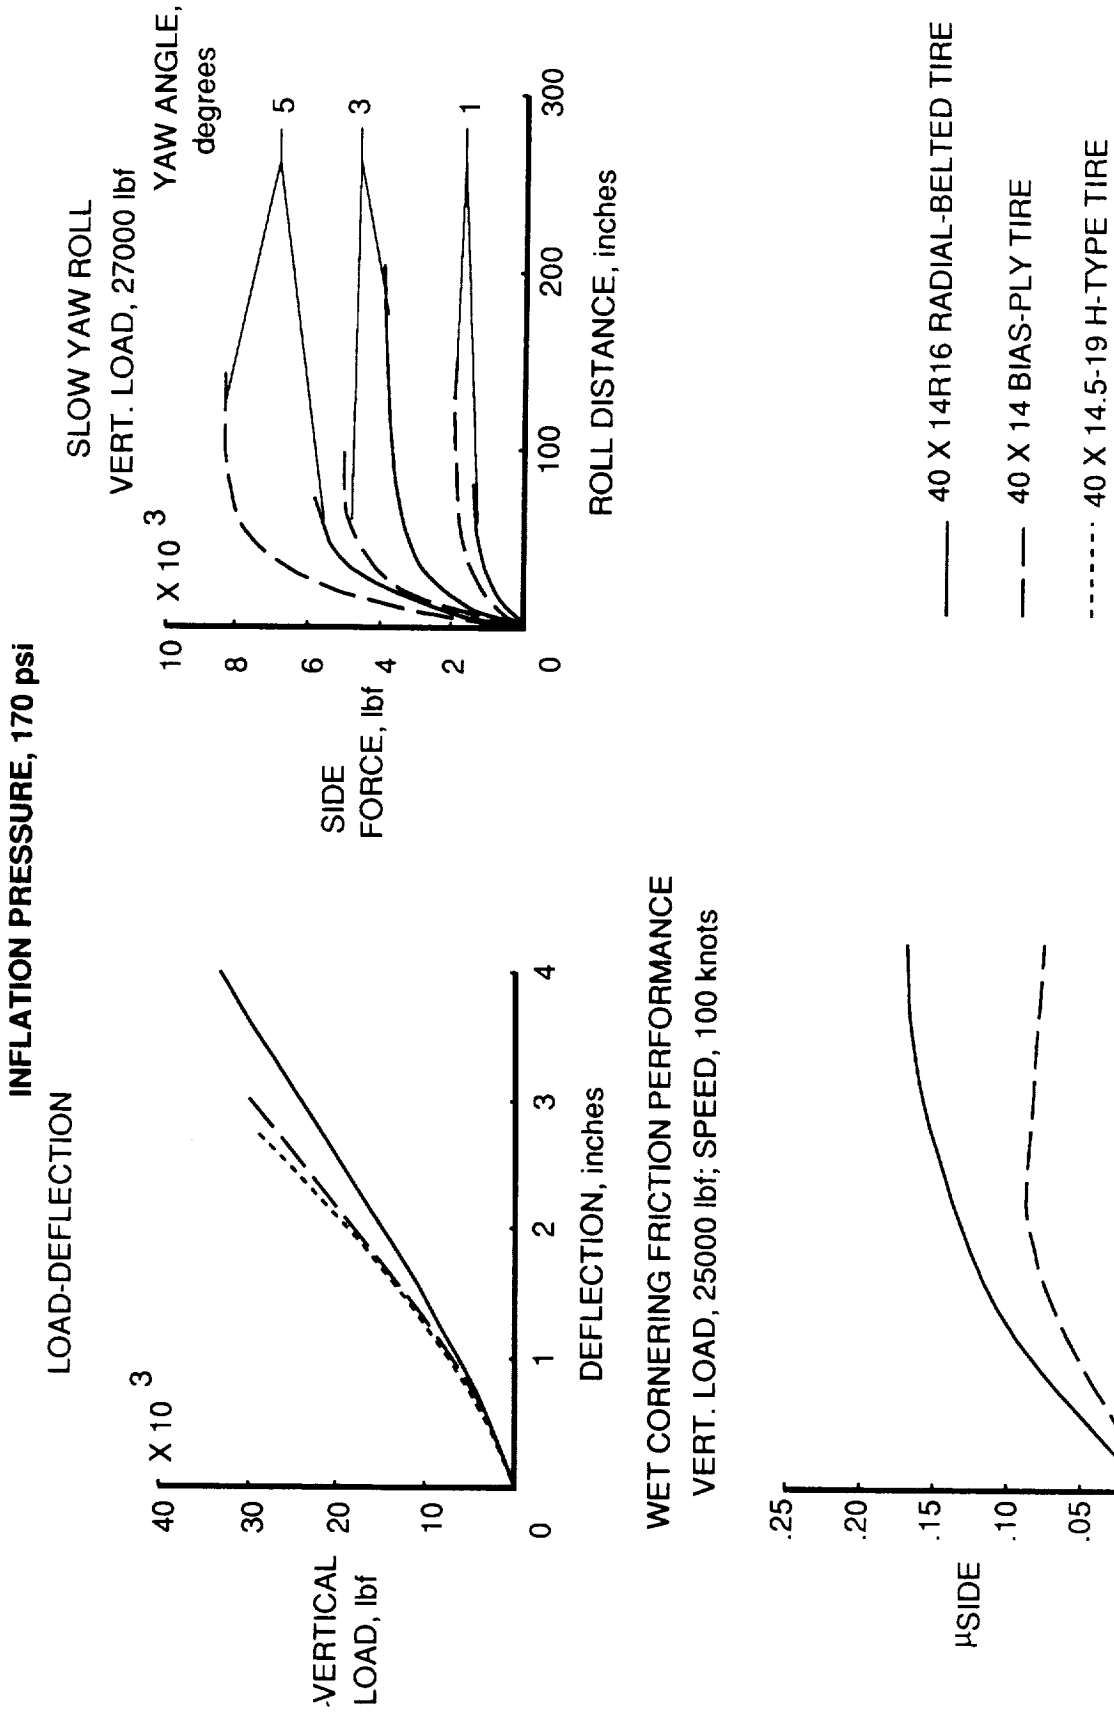 INFLATION PRESSURE, 170 psi
LOAD-DEFLECTION
X 10 3
40
30
20
10
0
-VERTICAL
LOAD, lbf
1
2
3
4
DEFLECTION, inches
SLOW YAW ROLL
VERT. LOAD, 27000 lbf
YAW ANGLE,
degrees
X 10 3
10
8
6
4
2
0
SIDE
FORCE, lbf
5
3
1
100
200
300
ROLL DISTANCE, inches
WET CORNERING FRICTION PERFORMANCE
VERT. LOAD, 25000 lbf; SPEED, 100 knots
.25
.20
.15
.10
.05
µSIDE
40 X 14R16 RADIAL-BELTED TIRE
40 X 14 BIAS-PLY TIRE
40 X 14.5-19 H-TYPE TIRE